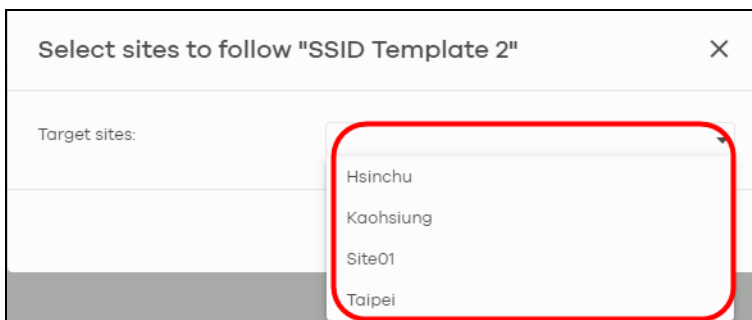 Select sites to follow "SSID Template 2"
Target sites:
Hsinchu
Kaohsiung
Site01
Taipei